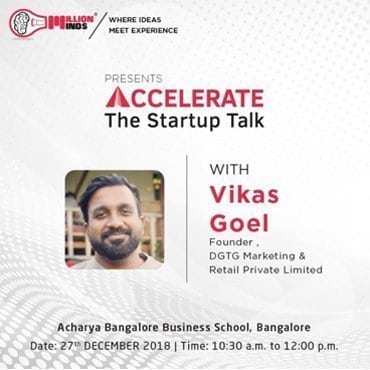 MILLION®
MINDS
WHERE IDEAS
MEET EXPERIENCE
PRESENTS
ACCELERATE
The Startup Talk
WITH
Vikas
Goel
Founder ,
DGTG Marketing &
Retail Private Limited
Acharya Bangalore Business School, Bangalore
Date: 27th DECEMBER 2018 | Time: 10:30 a.m. to 12:00 p.m.